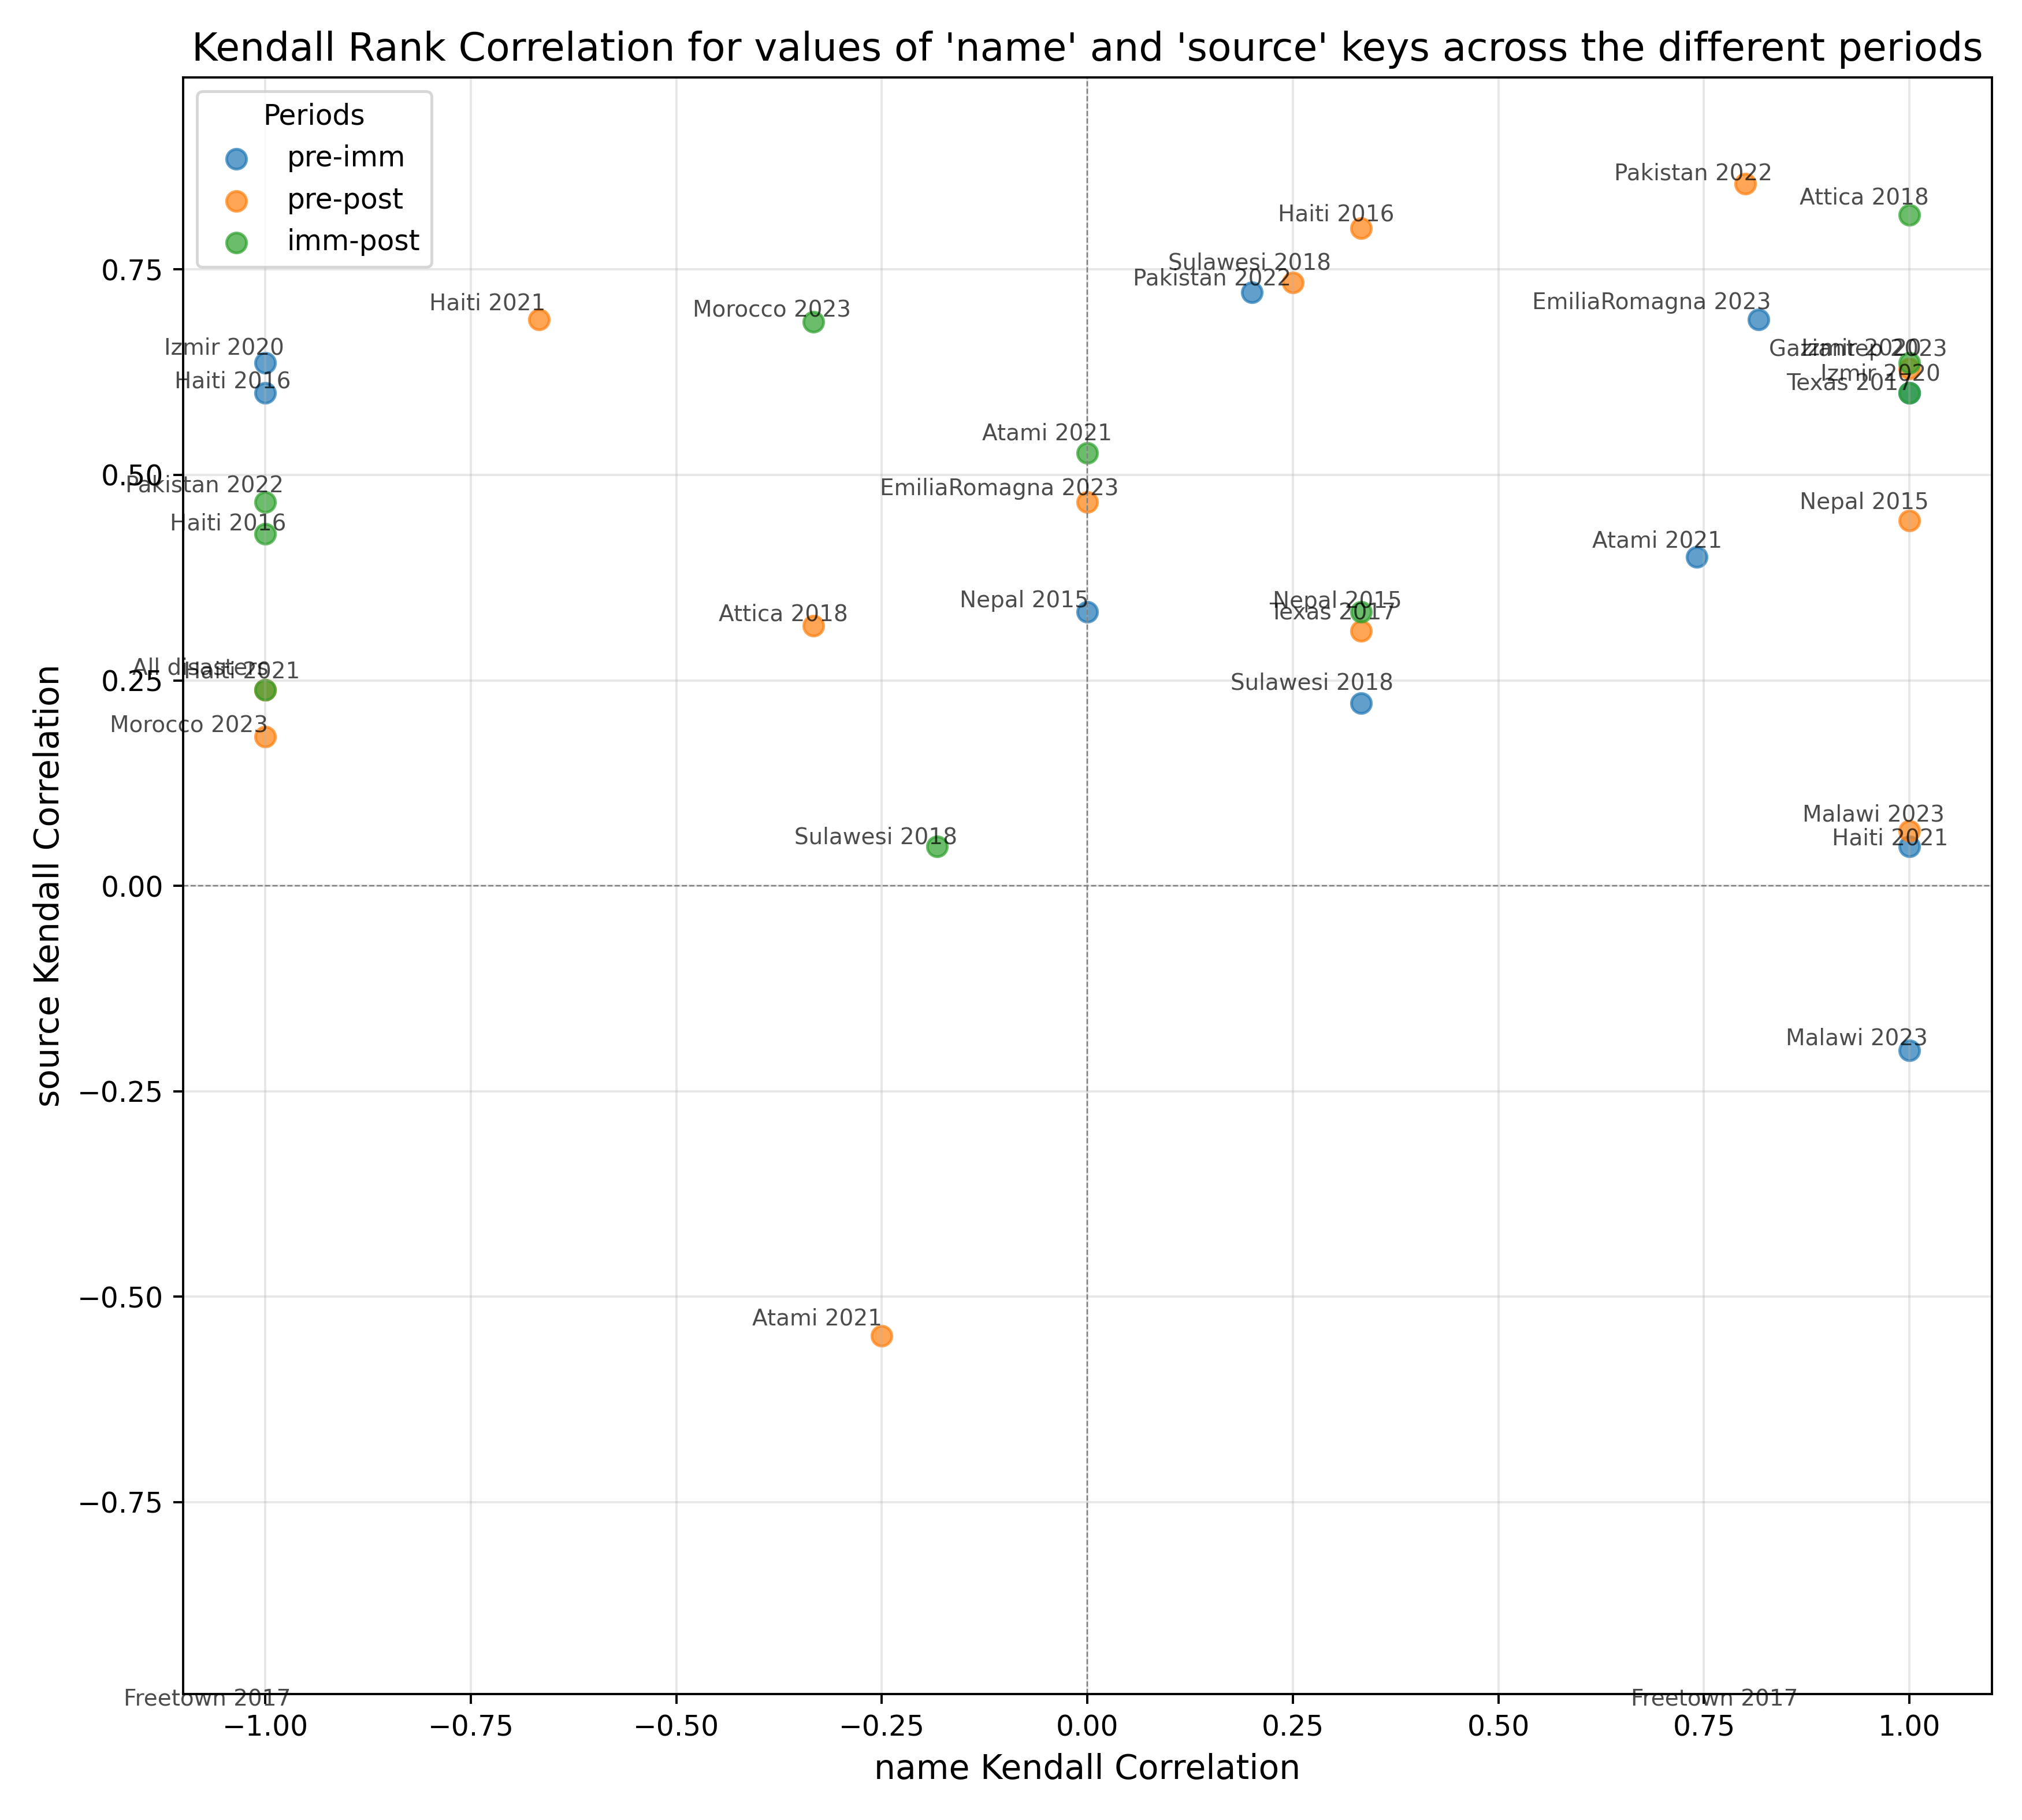 Kendall Rank Correlation for values of 'name' and 'source' keys across the different periods
Periods
pre-imm
pre-post
imm-post
Pakistan 2022
Attica 2018
Haiti 2016
Sulawesi 2018
Pakistan 2022
Haiti 2021
Morocco 2023
EmiliaRomagna 2023
Izmir 2020
Gaziantep 2023
Izmir 2020
Izmir 2020
Texas 2017
Haiti 2016
Atami 2021
Pakistan 2022
EmiliaRomagna 2023
Nepal 2015
Haiti 2016
Atami 2021
Nepal 2015
Nepal 2015
Texas 2017
Attica 2018
All disasters
Haiti 2021
Sulawesi 2018
Morocco 2023
Malawi 2023
Haiti 2021
Sulawesi 2018
Malawi 2023
Atami 2021
Freetown 2017
Freetown 2017
0.75
0.50
0.25
0.00
−0.25
−0.50
−0.75
source Kendall Correlation
−1.00
−0.75
−0.50
−0.25
0.00
0.25
0.50
0.75
1.00
name Kendall Correlation